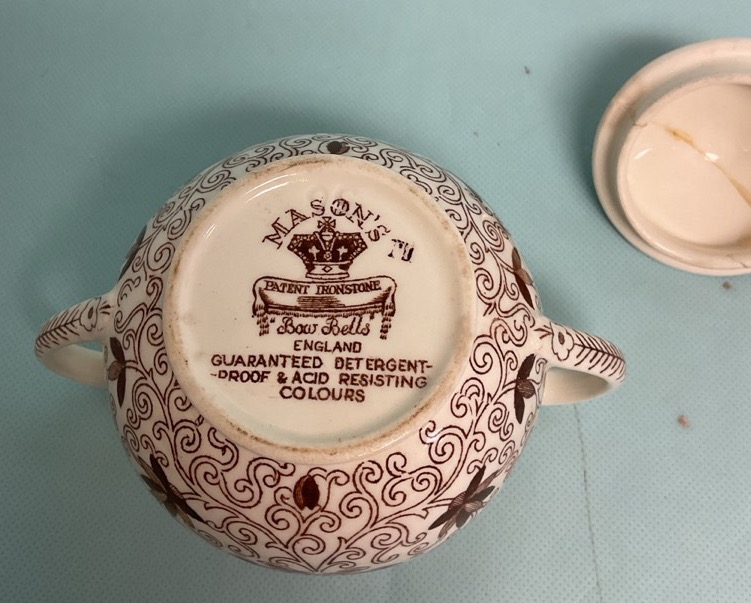 MASON'S
PATENT IRONSTONE
"Bow Bells"
ENGLAND
GUARANTEED DETERGENT-
-PROOF & ACID RESISTING
COLOURS